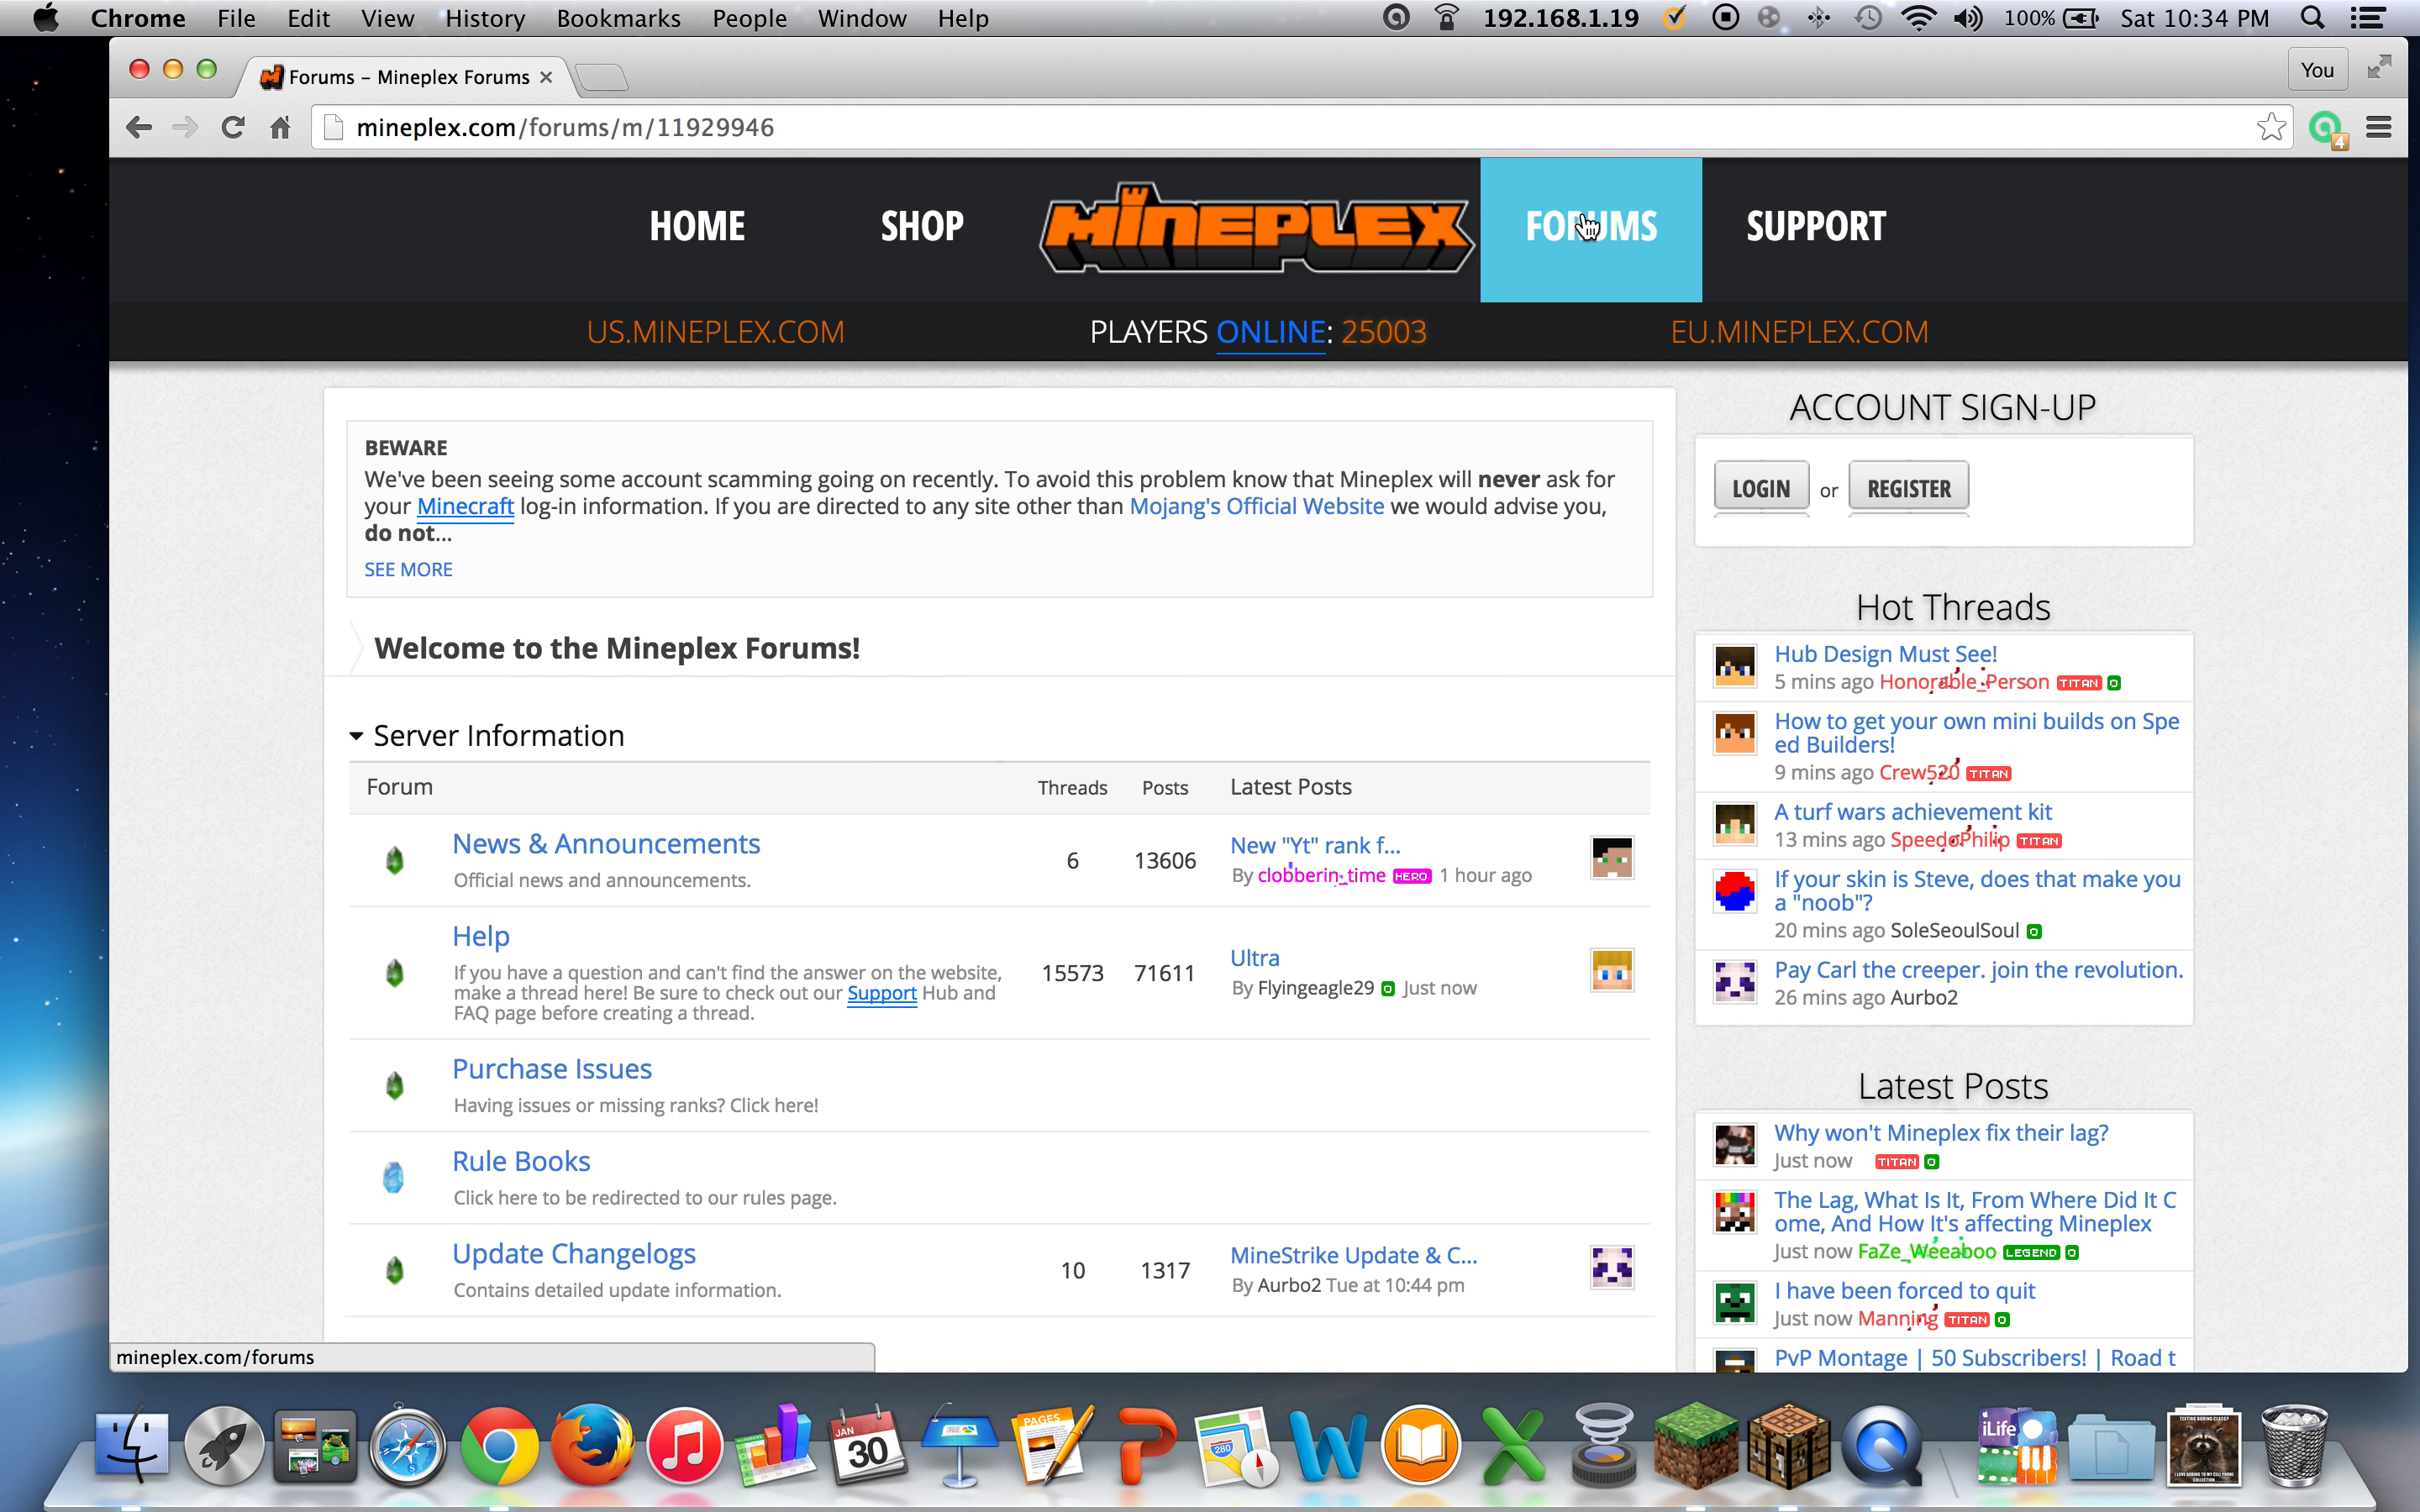 Chrome File Edit View History Bookmarks People Window Help 192.168.1.19 100% Sat 10:34 PM
Forums – Mineplex Forums
You
mineplex.com/forums/m/11929946
4
HOME SHOP MINEPLEX FORUMS SUPPORT
US.MINEPLEX.COM PLAYERS ONLINE: 25003 EU.MINEPLEX.COM
BEWARE
We've been seeing some account scamming going on recently. To avoid this problem know that Mineplex will never ask for
your Minecraft log-in information. If you are directed to any site other than Mojang's Official Website we would advise you,
do not...
SEE MORE
Welcome to the Mineplex Forums!
Server Information
Forum Threads Posts Latest Posts
News & Announcements
Official news and announcements.
6 13606
New "Yt" rank f...
By clobberin_time HERO 1 hour ago
Help
If you have a question and can't find the answer on the website,
make a thread here! Be sure to check out our Support Hub and
FAQ page before creating a thread.
15573 71611
Ultra
By Flyingeagle29 O Just now
Purchase Issues
Having issues or missing ranks? Click here!
Rule Books
Click here to be redirected to our rules page.
Update Changelogs
Contains detailed update information.
10 1317
MineStrike Update & C...
By Aurbo2 Tue at 10:44 pm
ACCOUNT SIGN-UP
LOGIN or REGISTER
Hot Threads
Hub Design Must See!
5 mins ago Honorable_Person TITAN O
How to get your own mini builds on Spe
ed Builders!
9 mins ago Crew520 TITAN
A turf wars achievement kit
13 mins ago SpeedoPhilip TITAN
If your skin is Steve, does that make you
a "noob"?
20 mins ago SoleSeoulSoul O
Pay Carl the creeper. join the revolution.
26 mins ago Aurbo2
Latest Posts
Why won't Mineplex fix their lag?
Just now TITAN O
The Lag, What Is It, From Where Did It C
ome, And How It's affecting Mineplex
Just now FaZe_Weeaboo LEGEND O
I have been forced to quit
Just now Manning TITAN O
PvP Montage | 50 Subscribers! | Road t
mineplex.com/forums
NUMBERS
JAN
30
PAGES
280
iLife
TEXTING DURING CLASS?